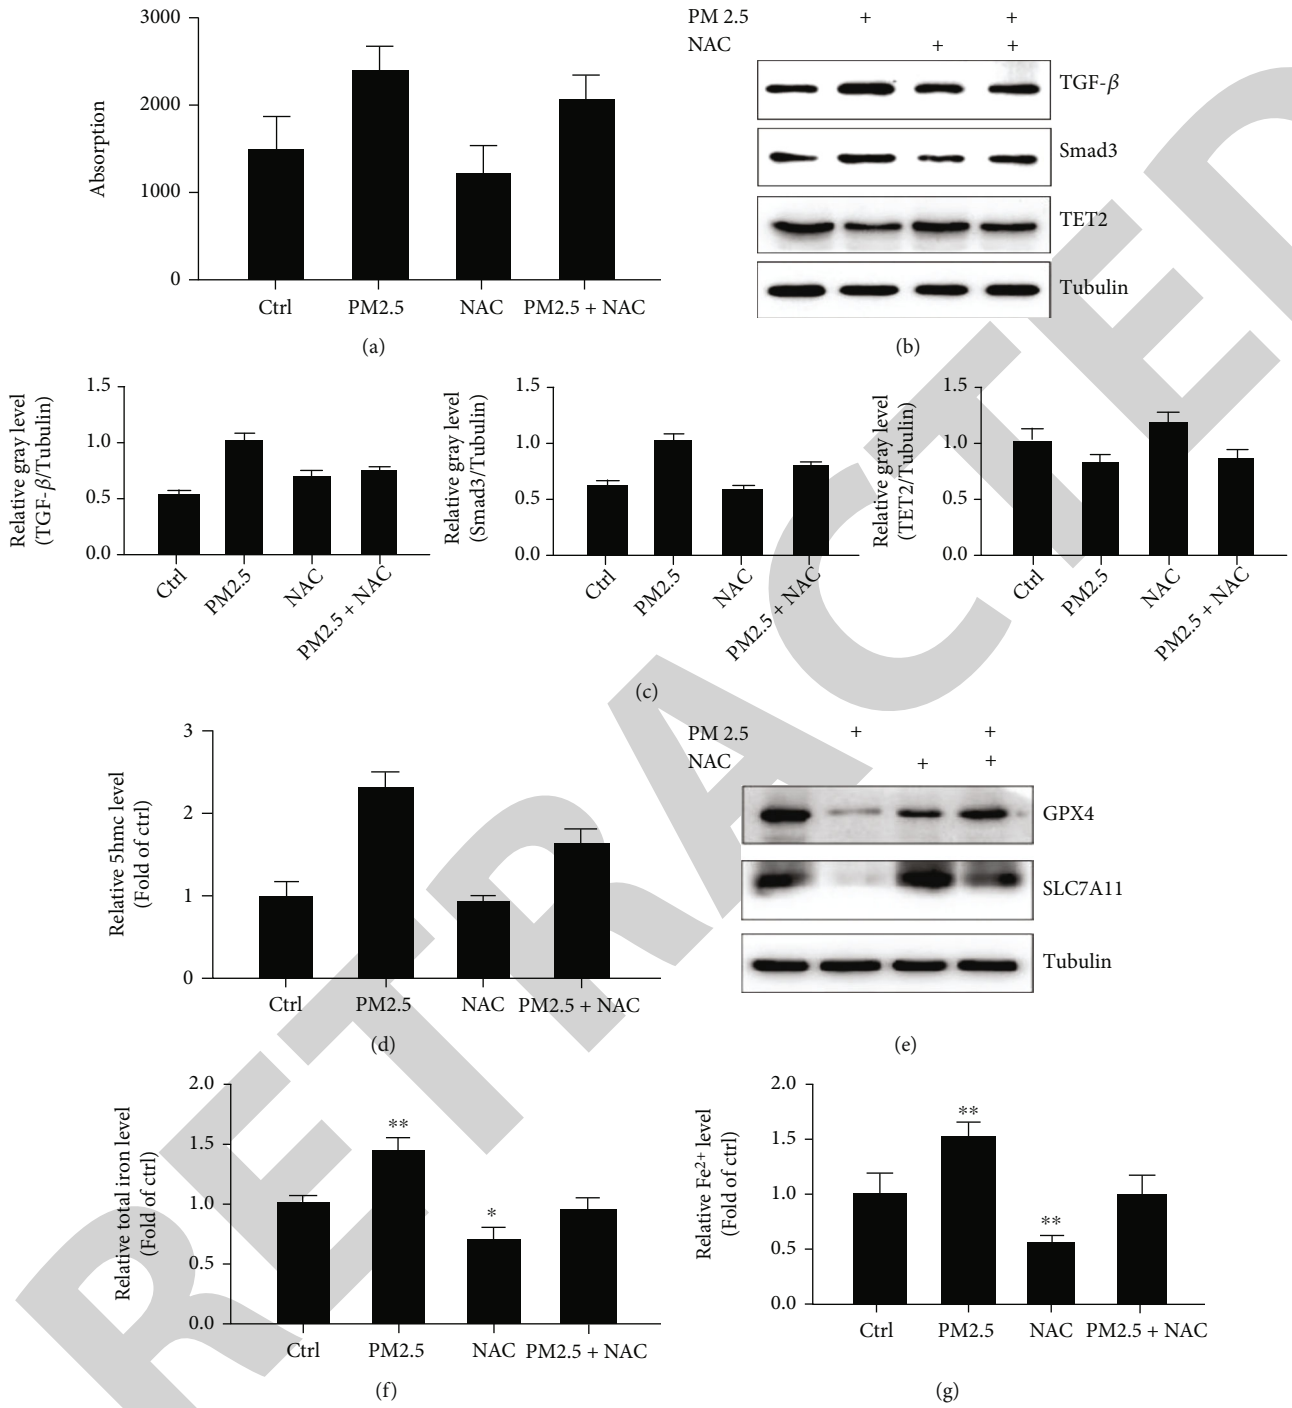 3000
2000
1000
0
Absorption
Ctrl
PM2.5
NAC
PM2.5 + NAC
(a)
PM 2.5 + +
NAC + +
TGF-β
Smad3
TET2
Tubulin
(b)
Relative gray level
(TGF-β/Tubulin)
1.5
1.0
0.5
0.0
Ctrl
PM2.5
NAC
PM2.5 + NAC
Relative gray level
(Smad3/Tubulin)
1.5
1.0
0.5
0.0
Ctrl
PM2.5
NAC
PM2.5 + NAC
Relative gray level
(TET2/Tubulin)
1.5
1.0
0.5
0.0
Ctrl
PM2.5
NAC
PM2.5 + NAC
(c)
Relative 5hmc level
(Fold of ctrl)
3
2
1
0
Ctrl
PM2.5
NAC
PM2.5 + NAC
(d)
PM 2.5 + +
NAC + +
GPX4
SLC7A11
Tubulin
(e)
Relative total iron level
(Fold of ctrl)
2.0
1.5
1.0
0.5
0.0
**
*
Ctrl
PM2.5
NAC
PM2.5 + NAC
(f)
Relative Fe²⁺ level
(Fold of ctrl)
2.0
1.5
1.0
0.5
0.0
**
**
Ctrl
PM2.5
NAC
PM2.5 + NAC
(g)
RETRACTED